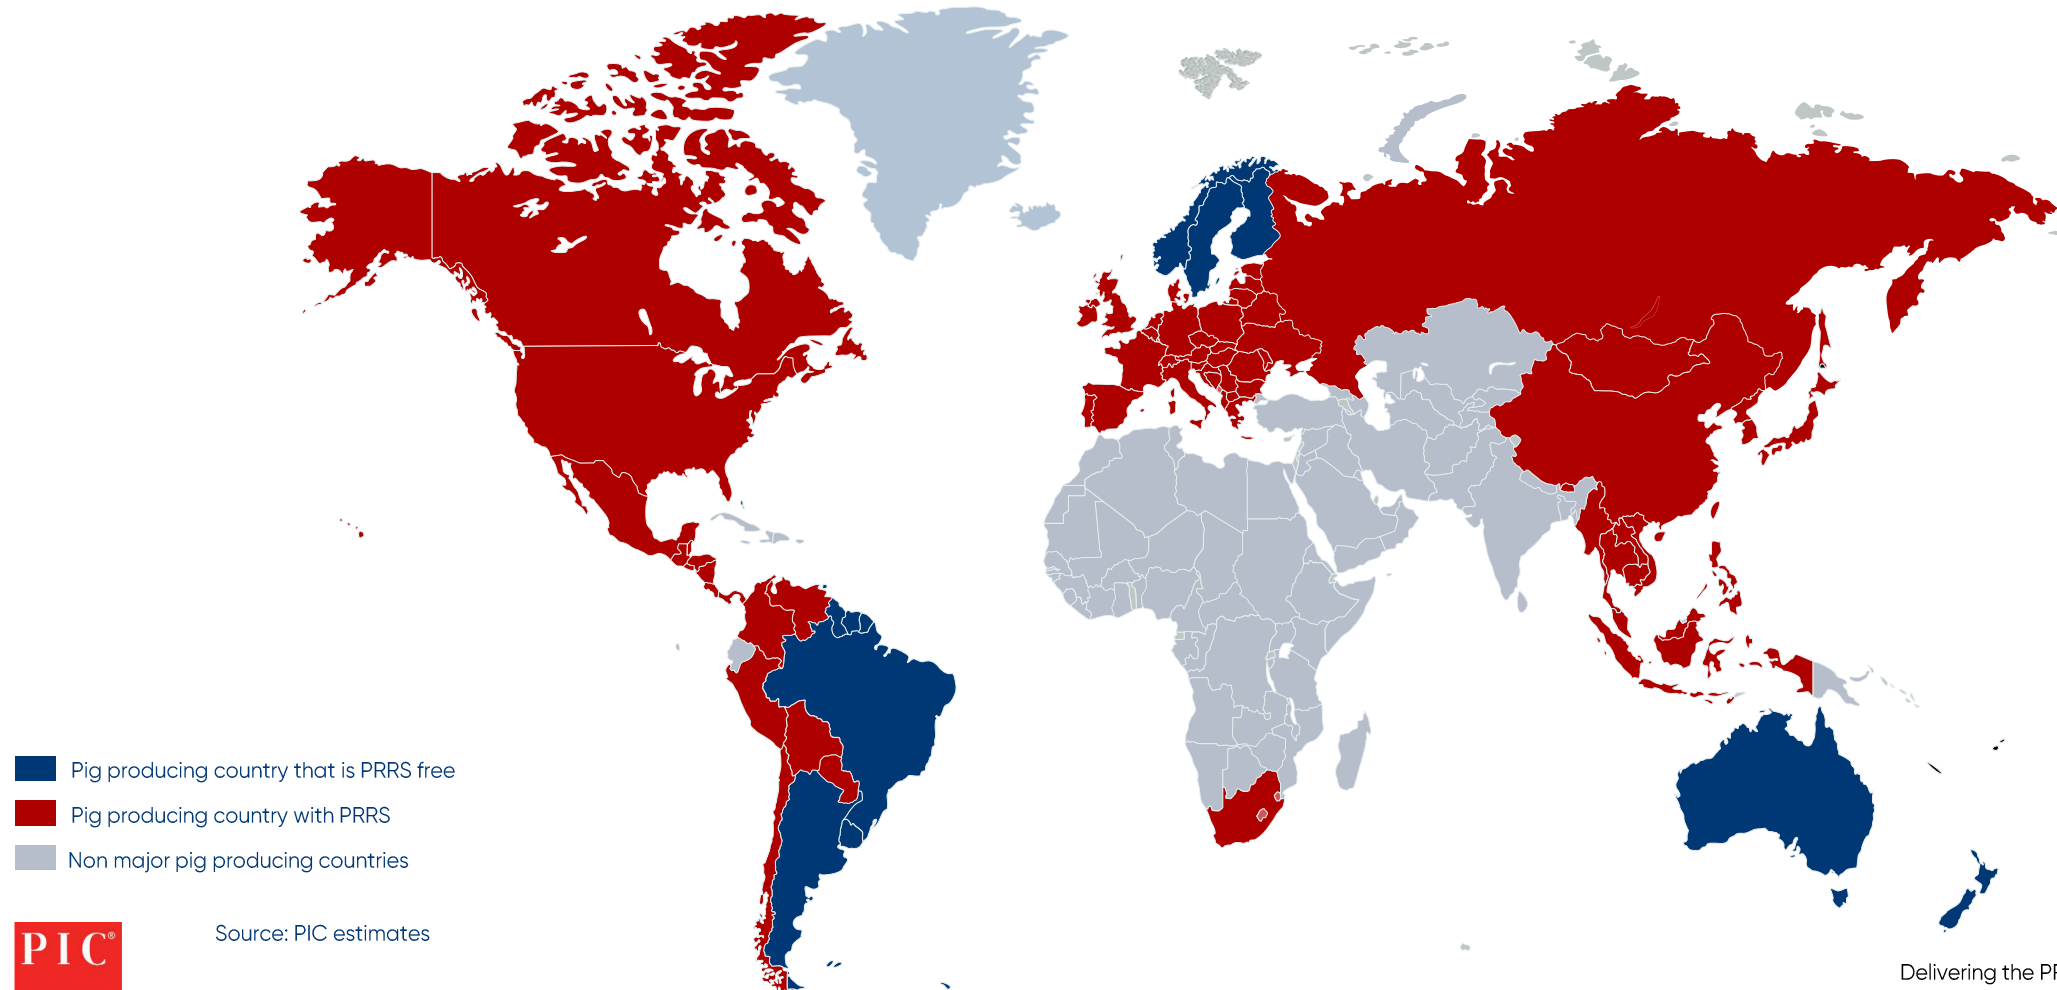 Pig producing country that is PRRS free
Pig producing country with PRRS
Non major pig producing countries
PIC®
Source: PIC estimates
Delivering the